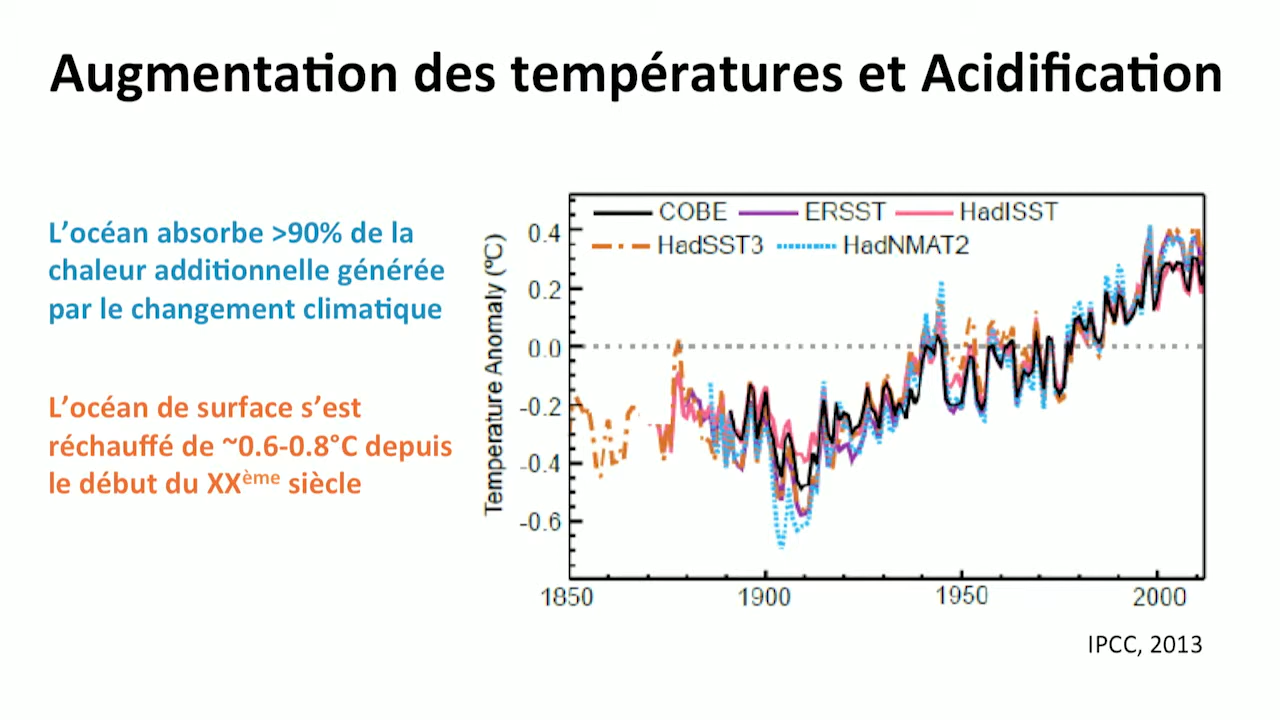 Augmentation des températures et Acidification
L’océan absorbe >90% de la
chaleur additionnelle générée
par le changement climatique
L’océan de surface s’est
réchauffé de ~0.6-0.8°C depuis
le début du XXème siècle
COBE ERSST HadISST
HadSST3 HadNMAT2
Temperature Anomaly (ºC)
0.4
0.2
0.0
-0.2
-0.4
-0.6
1850 1900 1950 2000
IPCC, 2013